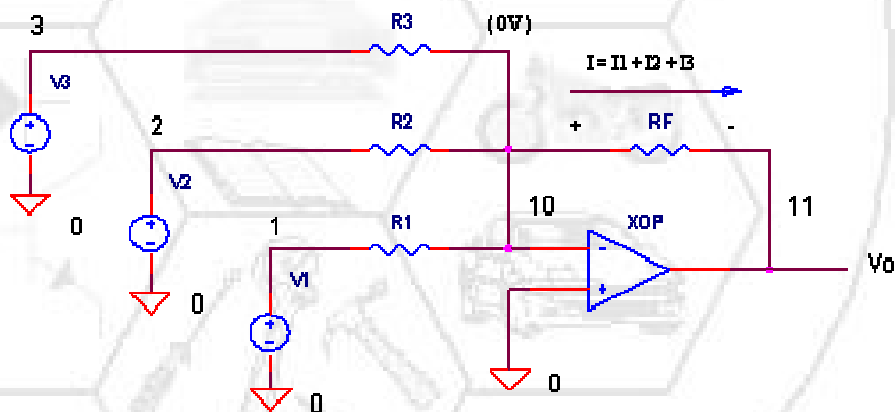 3 R3 (0V)
I = I1 + I2 + I3
V3
2 R2 + RF -
V2
0 1 R1 10 XOP 11
V1 Vo
0
0
0